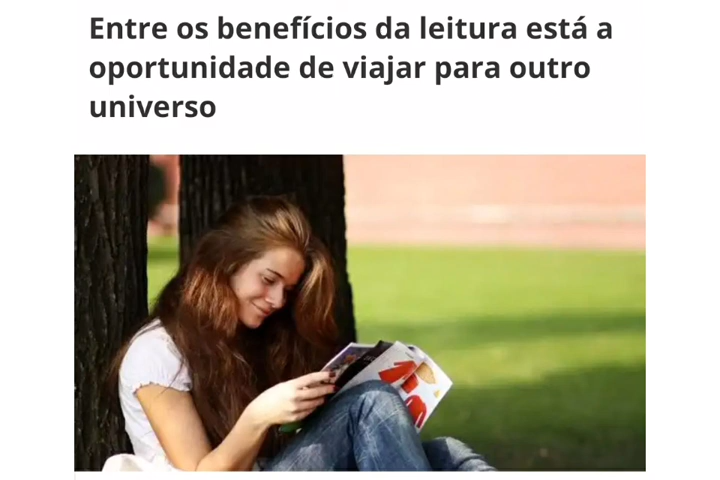 Entre os benefícios da leitura está a
oportunidade de viajar para outro
universo